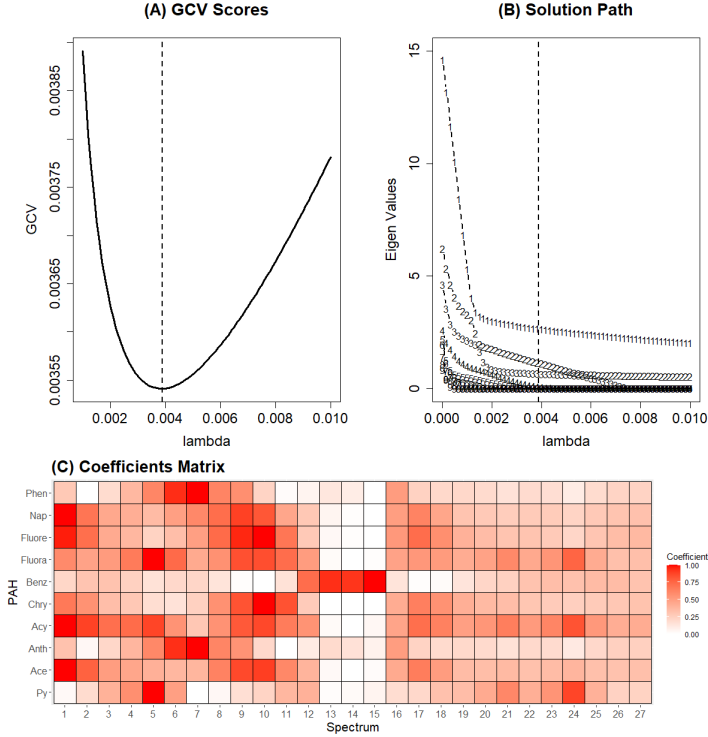 (A) GCV Scores
GCV
0.00385
0.00375
0.00365
0.00355
0.002 0.004 0.006 0.008 0.010
lambda
(B) Solution Path
Eigen Values
15
10
5
0
0.000 0.002 0.004 0.006 0.008 0.010
lambda
(C) Coefficients Matrix
PAH
Phen
Nap
Fluore
Fluora
Benz
Chry
Acy
Anth
Ace
Py
1 2 3 4 5 6 7 8 9 10 11 12 13 14 15 16 17 18 19 20 21 22 23 24 25 26 27
Spectrum
Coefficient
1.00
0.75
0.50
0.25
0.00